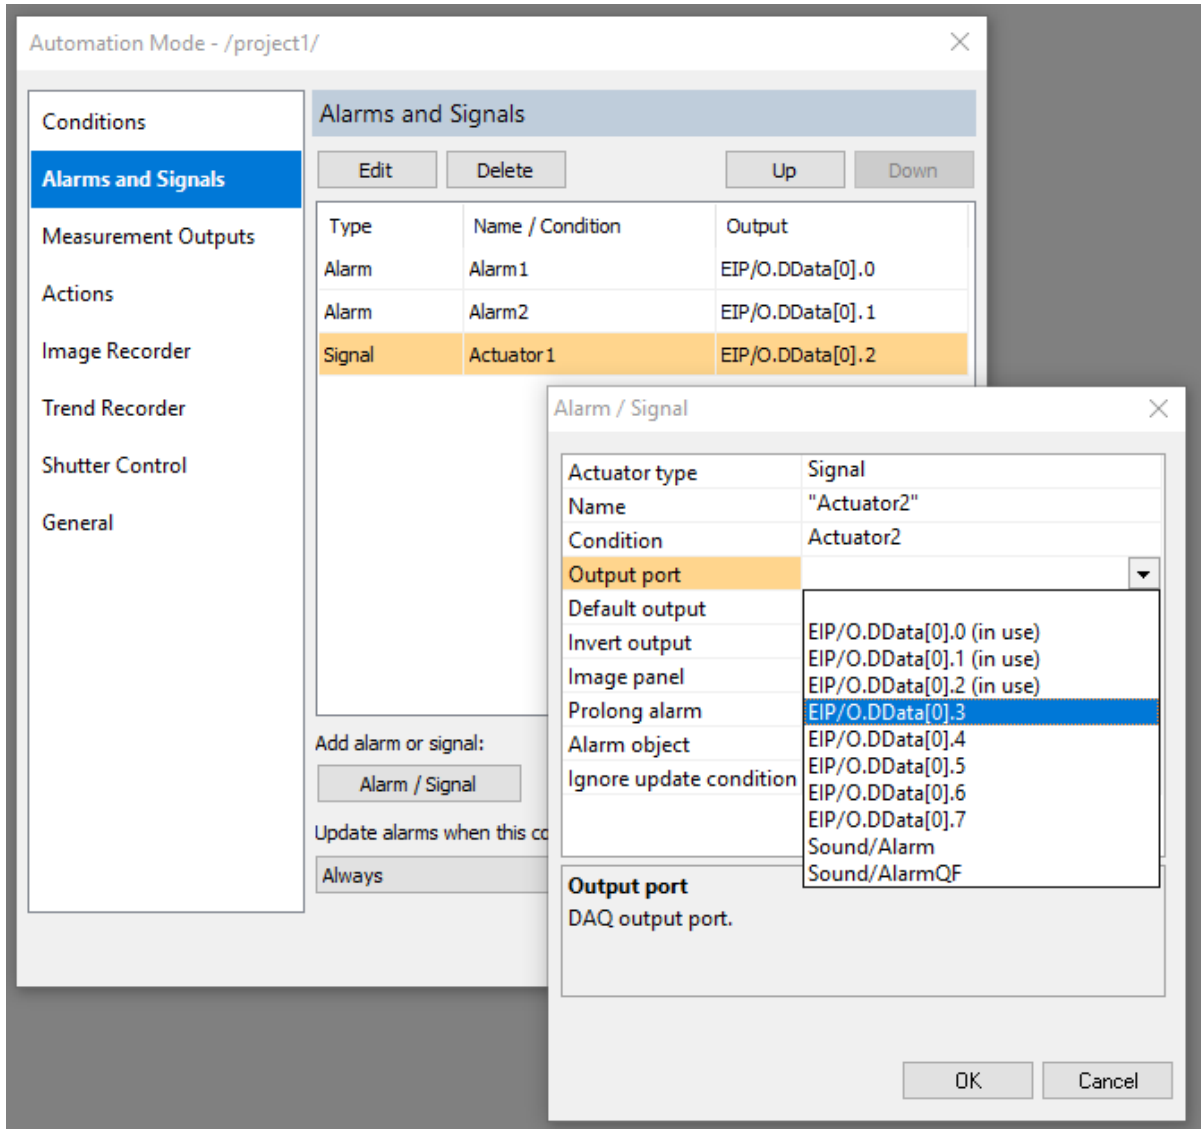 Automation Mode - /project1/
Conditions
Alarms and Signals
Measurement Outputs
Actions
Image Recorder
Trend Recorder
Shutter Control
General
Alarms and Signals
Edit Delete Up Down
Type Name / Condition Output
Alarm Alarm1 EIP/O.DData[0].0
Alarm Alarm2 EIP/O.DData[0].1
Signal Actuator1 EIP/O.DData[0].2
Add alarm or signal:
Alarm / Signal
Update alarms when this
Always
Alarm / Signal
Actuator type Signal
Name "Actuator2"
Condition Actuator2
Output port
Default output
Invert output
Image panel
Prolong alarm
Alarm object
Ignore update condition
EIP/O.DData[0].0 (in use)
EIP/O.DData[0].1 (in use)
EIP/O.DData[0].2 (in use)
EIP/O.DData[0].3
EIP/O.DData[0].4
EIP/O.DData[0].5
EIP/O.DData[0].6
EIP/O.DData[0].7
Sound/Alarm
Sound/AlarmQF
Output port
DAQ output port.
OK Cancel